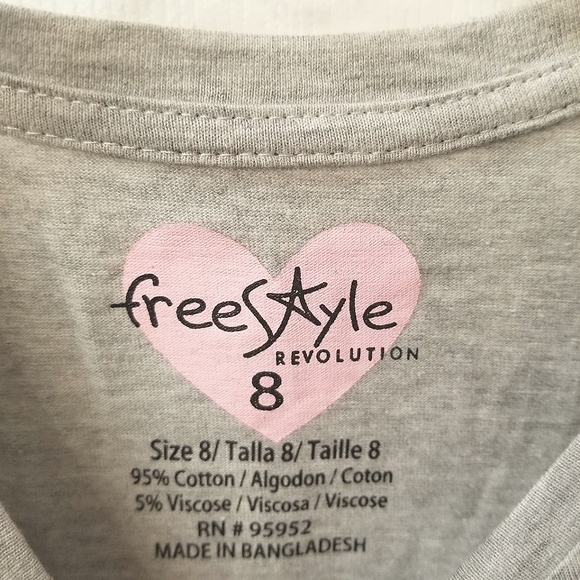 freestyle
REVOLUTION
8
Size 8/ Talla 8/ Taille 8
95% Cotton / Algodon / Coton
5% Viscose / Viscosa / Viscose
RN # 95952
MADE IN BANGLADESH